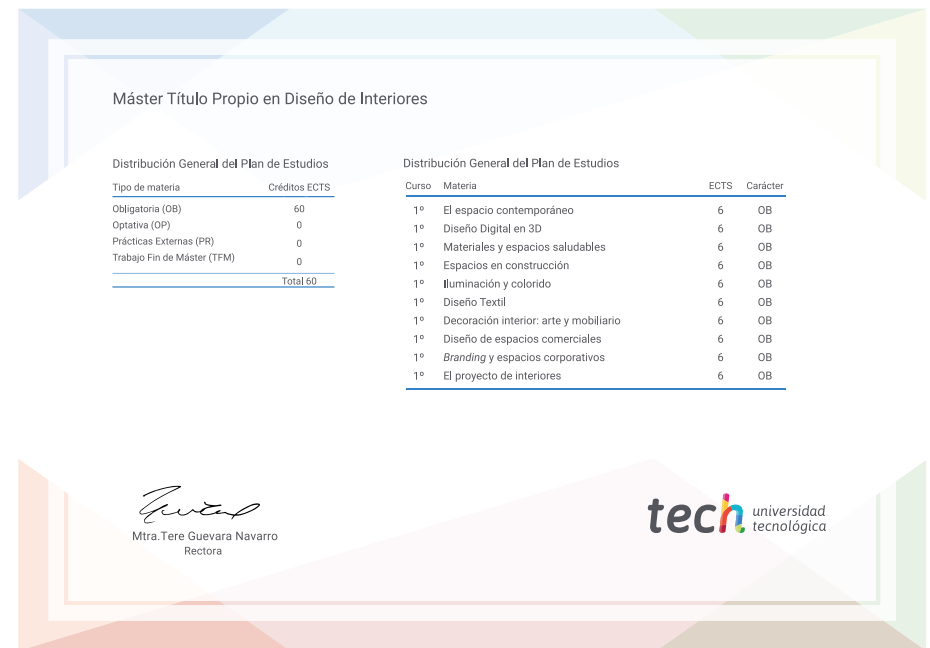 Máster Título Propio en Diseño de Interiores
Distribución General del Plan de Estudios
Tipo de materia Créditos ECTS
Obligatoria (OB) 60
Optativa (OP) 0
Prácticas Externas (PR) 0
Trabajo Fin de Máster (TFM) 0
Total 60
Distribución General del Plan de Estudios
Curso Materia ECTS Carácter
1º El espacio contemporáneo 6 OB
1º Diseño Digital en 3D 6 OB
1º Materiales y espacios saludables 6 OB
1º Espacios en construcción 6 OB
1º Iluminación y colorido 6 OB
1º Diseño Textil 6 OB
1º Decoración interior: arte y mobiliario 6 OB
1º Diseño de espacios comerciales 6 OB
1º Branding y espacios corporativos 6 OB
1º El proyecto de interiores 6 OB
Mtra.Tere Guevara Navarro
Rectora
tech universidad
tecnológica